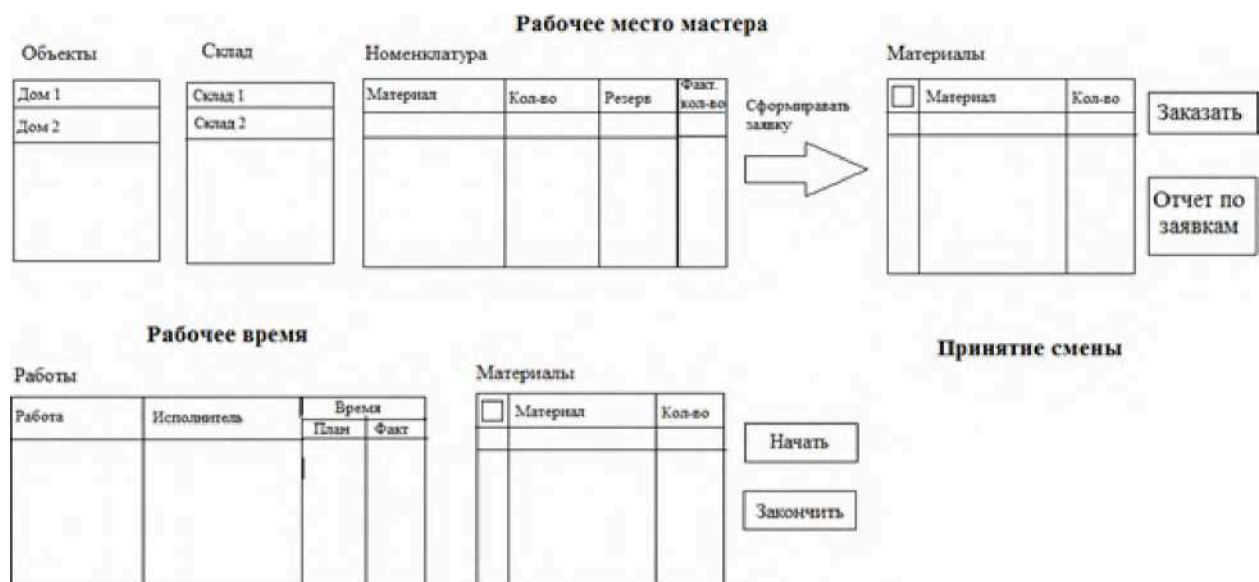 Рабочее место мастера
Объекты
Склад
Номенклатура
Материалы
Дом 1
Дом 2
Склад 1
Склад 2
Материал
Кол-во
Резерв
Факт.
кол-во
Сформиравать
заявку
Материал
Кол-во
Заказать
Отчет по
заявкам
Рабочее время
Принятие смены
Работы
Материалы
Работа
Исполнитель
Время
План
Факт
Материал
Кол-во
Начать
Закончить